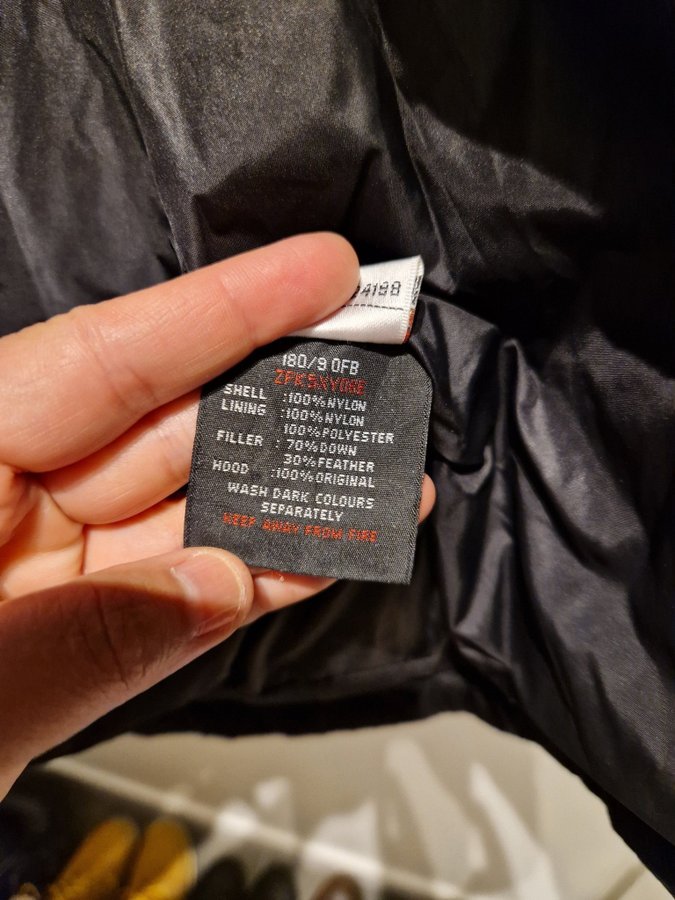 4188
180/9 OFB
SHELL :100%NYLON
LINING :100%NYLON
100%POLYESTER
FILLER : 70%DOWN
30%FEATHER
HOOD :100%ORIGINAL
WASH DARK COLOURS
SEPARATELY
KEEP AWAY FROM FIRE